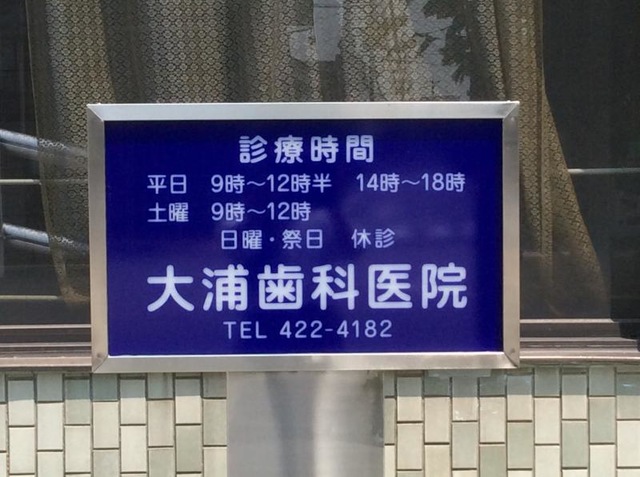 診療時間
平日 9時～12時半 14時～18時
土曜 9時～12時
日曜・祭日 休診
大浦歯科医院
TEL 422-4182